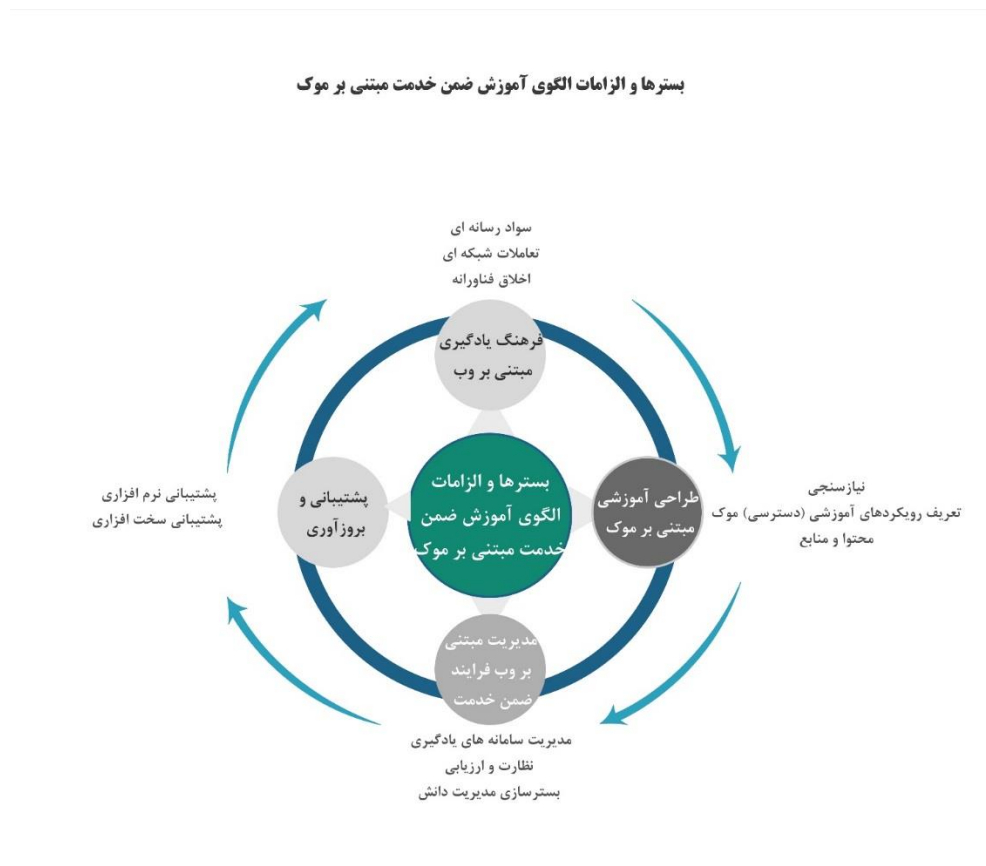 بسترها و الزامات الگوی آموزش ضمن خدمت مبتنی بر موک
سواد رسانه ای
تعاملات شبکه ای
اخلاق فناورانه
فرهنگ یادگیری
مبتنی بر وب
بسترها و الزامات
الگوی آموزش ضمن
خدمت مبتنی بر موک
طراحی آموزشی
مبتنی بر موک
نیازسنجی
تعریف رویکردهای آموزشی (دسترسی) موک
محتوا و منابع
پشتیبانی و
بروزآوری
پشتیبانی نرم افزاری
پشتیبانی سخت افزاری
مدیریت مبتنی
بر وب فرایند
ضمن خدمت
مدیریت سامانه های یادگیری
نظارت و ارزیابی
بسترسازی مدیریت دانش